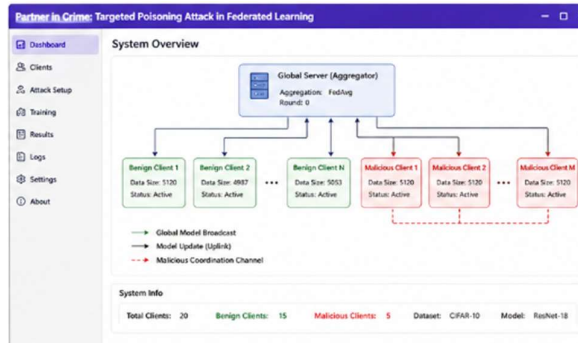 Partner in Crime: Targeted Poisoning Attack in Federated Learning
Dashboard
Clients
Attack Setup
Training
Results
Logs
Settings
About
System Overview
Global Server (Aggregator)
Aggregation: FedAvg
Round: 0
Benign Client 1
Data Size: 5120
Status: Active
Benign Client 2
Data Size: 4987
Status: Active
...
Benign Client N
Data Size: 5053
Status: Active
Malicious Client 1
Data Size: 5120
Status: Active
Malicious Client 2
Data Size: 5120
Status: Active
...
Malicious Client M
Data Size: 5120
Status: Active
Global Model Broadcast
Model Update (Uplink)
Malicious Coordination Channel
System Info
Total Clients: 20 Benign Clients: 15 Malicious Clients: 5 Dataset: CIFAR-10 Model: ResNet-18